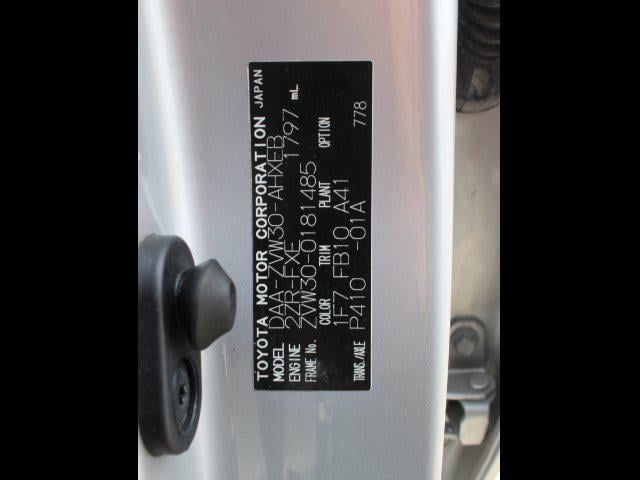 TOYOTA MOTOR CORPORATION JAPAN
MODEL DAA-ZVW30-AHXEB
ENGINE 2ZR-FXE 1797 mL
FRAME No. ZVW30-0181485
COLOR TRIM PLANT OPTION
1F7 FB10 A41 778
TRANS./AXLE P410 -01A